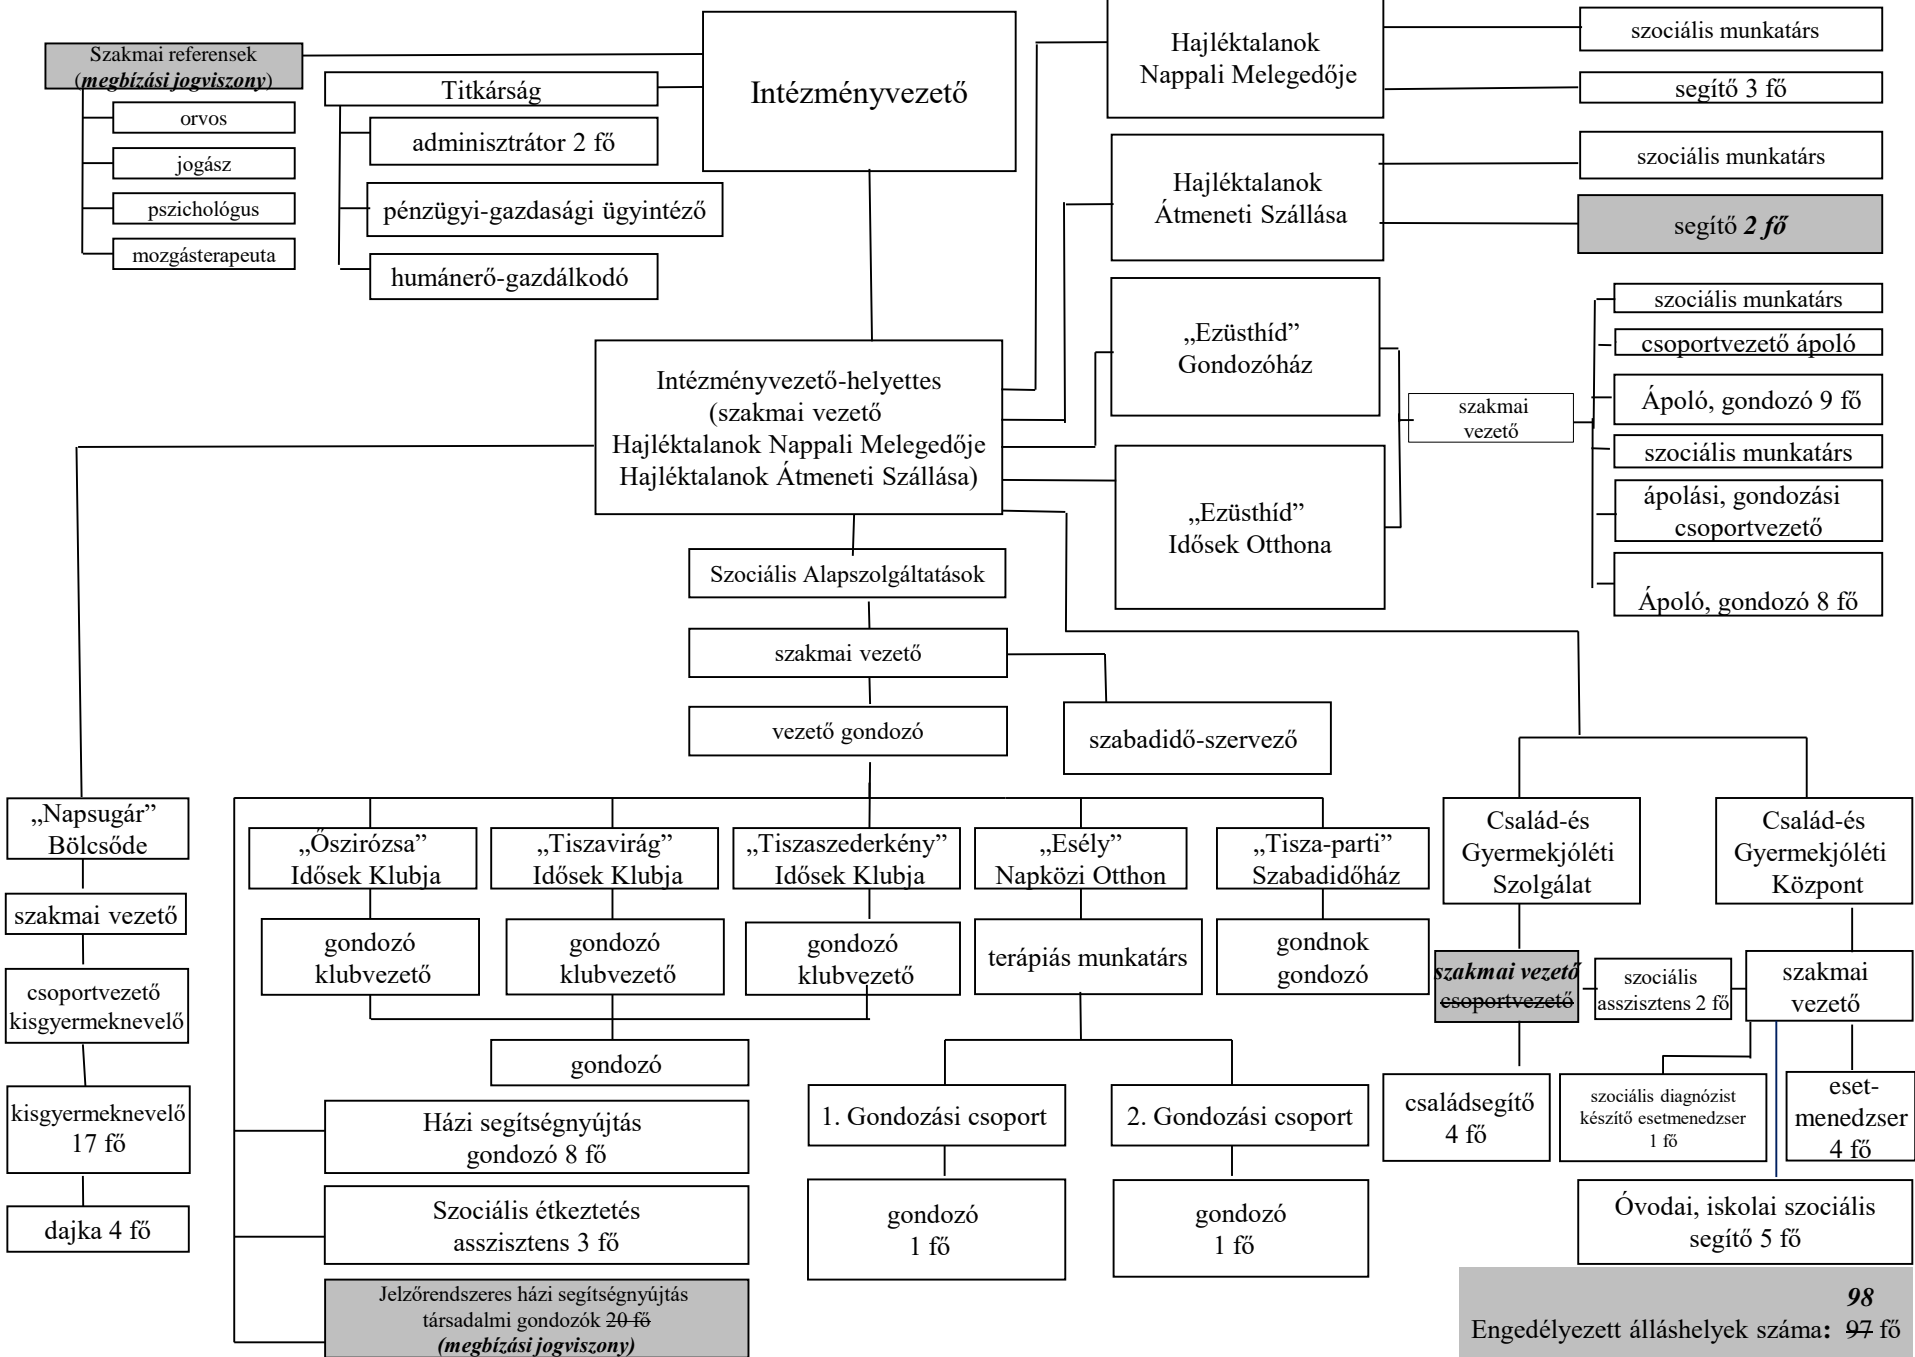 Szakmai referensek
(megbízási jogviszony)
orvos
jogász
pszichológus
mozgásterapeuta
Titkárság
adminisztrátor 2 fő
pénzügyi-gazdasági ügyintéző
humánerő-gazdálkodó
Intézményvezető
Hajléktalanok
Nappali Melegedője
szociális munkatárs
segítő 3 fő
Hajléktalanok
Átmeneti Szállása
szociális munkatárs
segítő 2 fő
Intézményvezető-helyettes
(szakmai vezető
Hajléktalanok Nappali Melegedője
Hajléktalanok Átmeneti Szállása)
„Ezüsthíd”
Gondozóház
„Ezüsthíd”
Idősek Otthona
szakmai
vezető
szociális munkatárs
csoportvezető ápoló
Ápoló, gondozó 9 fő
szociális munkatárs
ápolási, gondozási
csoportvezető
Ápoló, gondozó 8 fő
Szociális Alapszolgáltatások
szakmai vezető
vezető gondozó
szabadidő-szervező
„Napsugár”
Bölcsőde
szakmai vezető
csoportvezető
kisgyermeknevelő
kisgyermeknevelő
17 fő
dajka 4 fő
„Őszirózsa”
Idősek Klubja
gondozó
klubvezető
„Tiszavirág”
Idősek Klubja
gondozó
klubvezető
„Tiszaszederkény”
Idősek Klubja
gondozó
klubvezető
gondozó
„Esély”
Napközi Otthon
terápiás munkatárs
„Tisza-parti”
Szabadidőház
gondnok
gondozó
1. Gondozási csoport
gondozó
1 fő
2. Gondozási csoport
gondozó
1 fő
Házi segítségnyújtás
gondozó 8 fő
Szociális étkeztetés
asszisztens 3 fő
Jelzőrendszeres házi segítségnyújtás
társadalmi gondozók 20 fő
(megbízási jogviszony)
Család-és
Gyermekjóléti
Szolgálat
szakmai vezető
csoportvezető
családsegítő
4 fő
szociális
asszisztens 2 fő
Család-és
Gyermekjóléti
Központ
szakmai
vezető
szociális diagnózist
készítő esetmenedzser
1 fő
eset-
menedzser
4 fő
Óvodai, iskolai szociális
segítő 5 fő
98
Engedélyezett álláshelyek száma: 97 fő